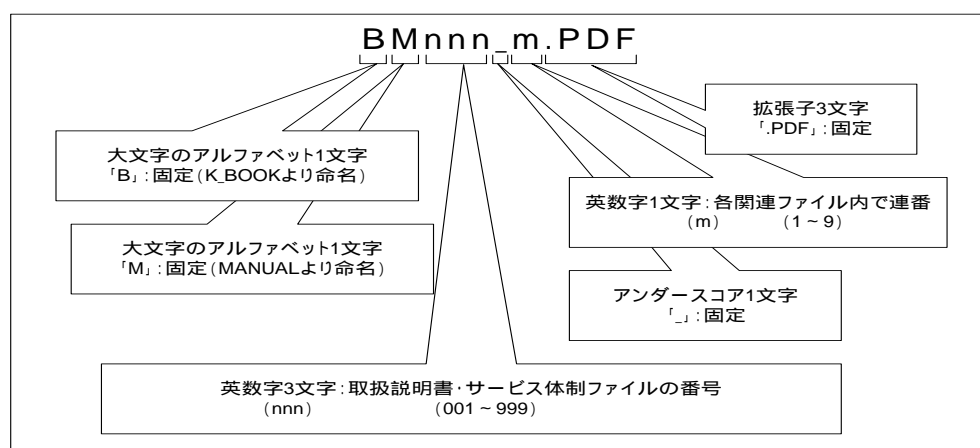 BMnnn_m.PDF
拡張子3文字
「.PDF」:固定
大文字のアルファベット1文字
「B」:固定(K_BOOKより命名)
英数字1文字:各関連ファイル内で連番
(m) (1~9)
大文字のアルファベット1文字
「M」:固定(MANUALより命名)
アンダースコア1文字
「_」:固定
英数字3文字:取扱説明書・サービス体制ファイルの番号
(nnn) (001~999)